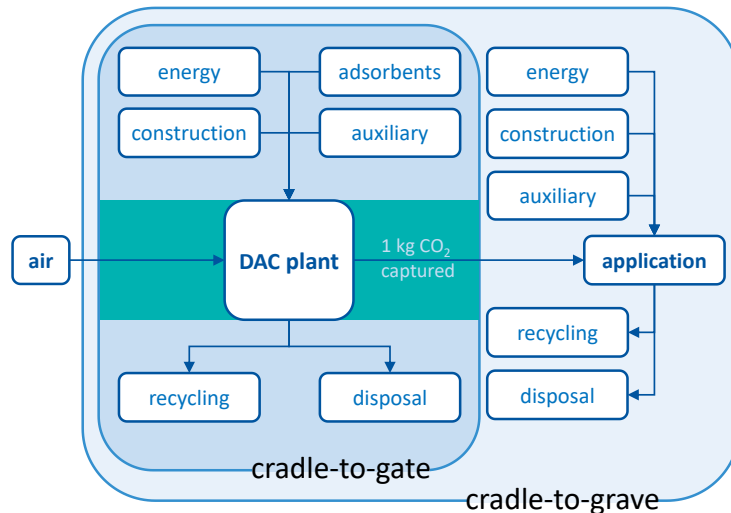 energy
adsorbents
energy
construction
auxiliary
construction
auxiliary
air
DAC plant
1 kg CO₂
captured
application
recycling
recycling
disposal
disposal
cradle-to-gate
cradle-to-grave